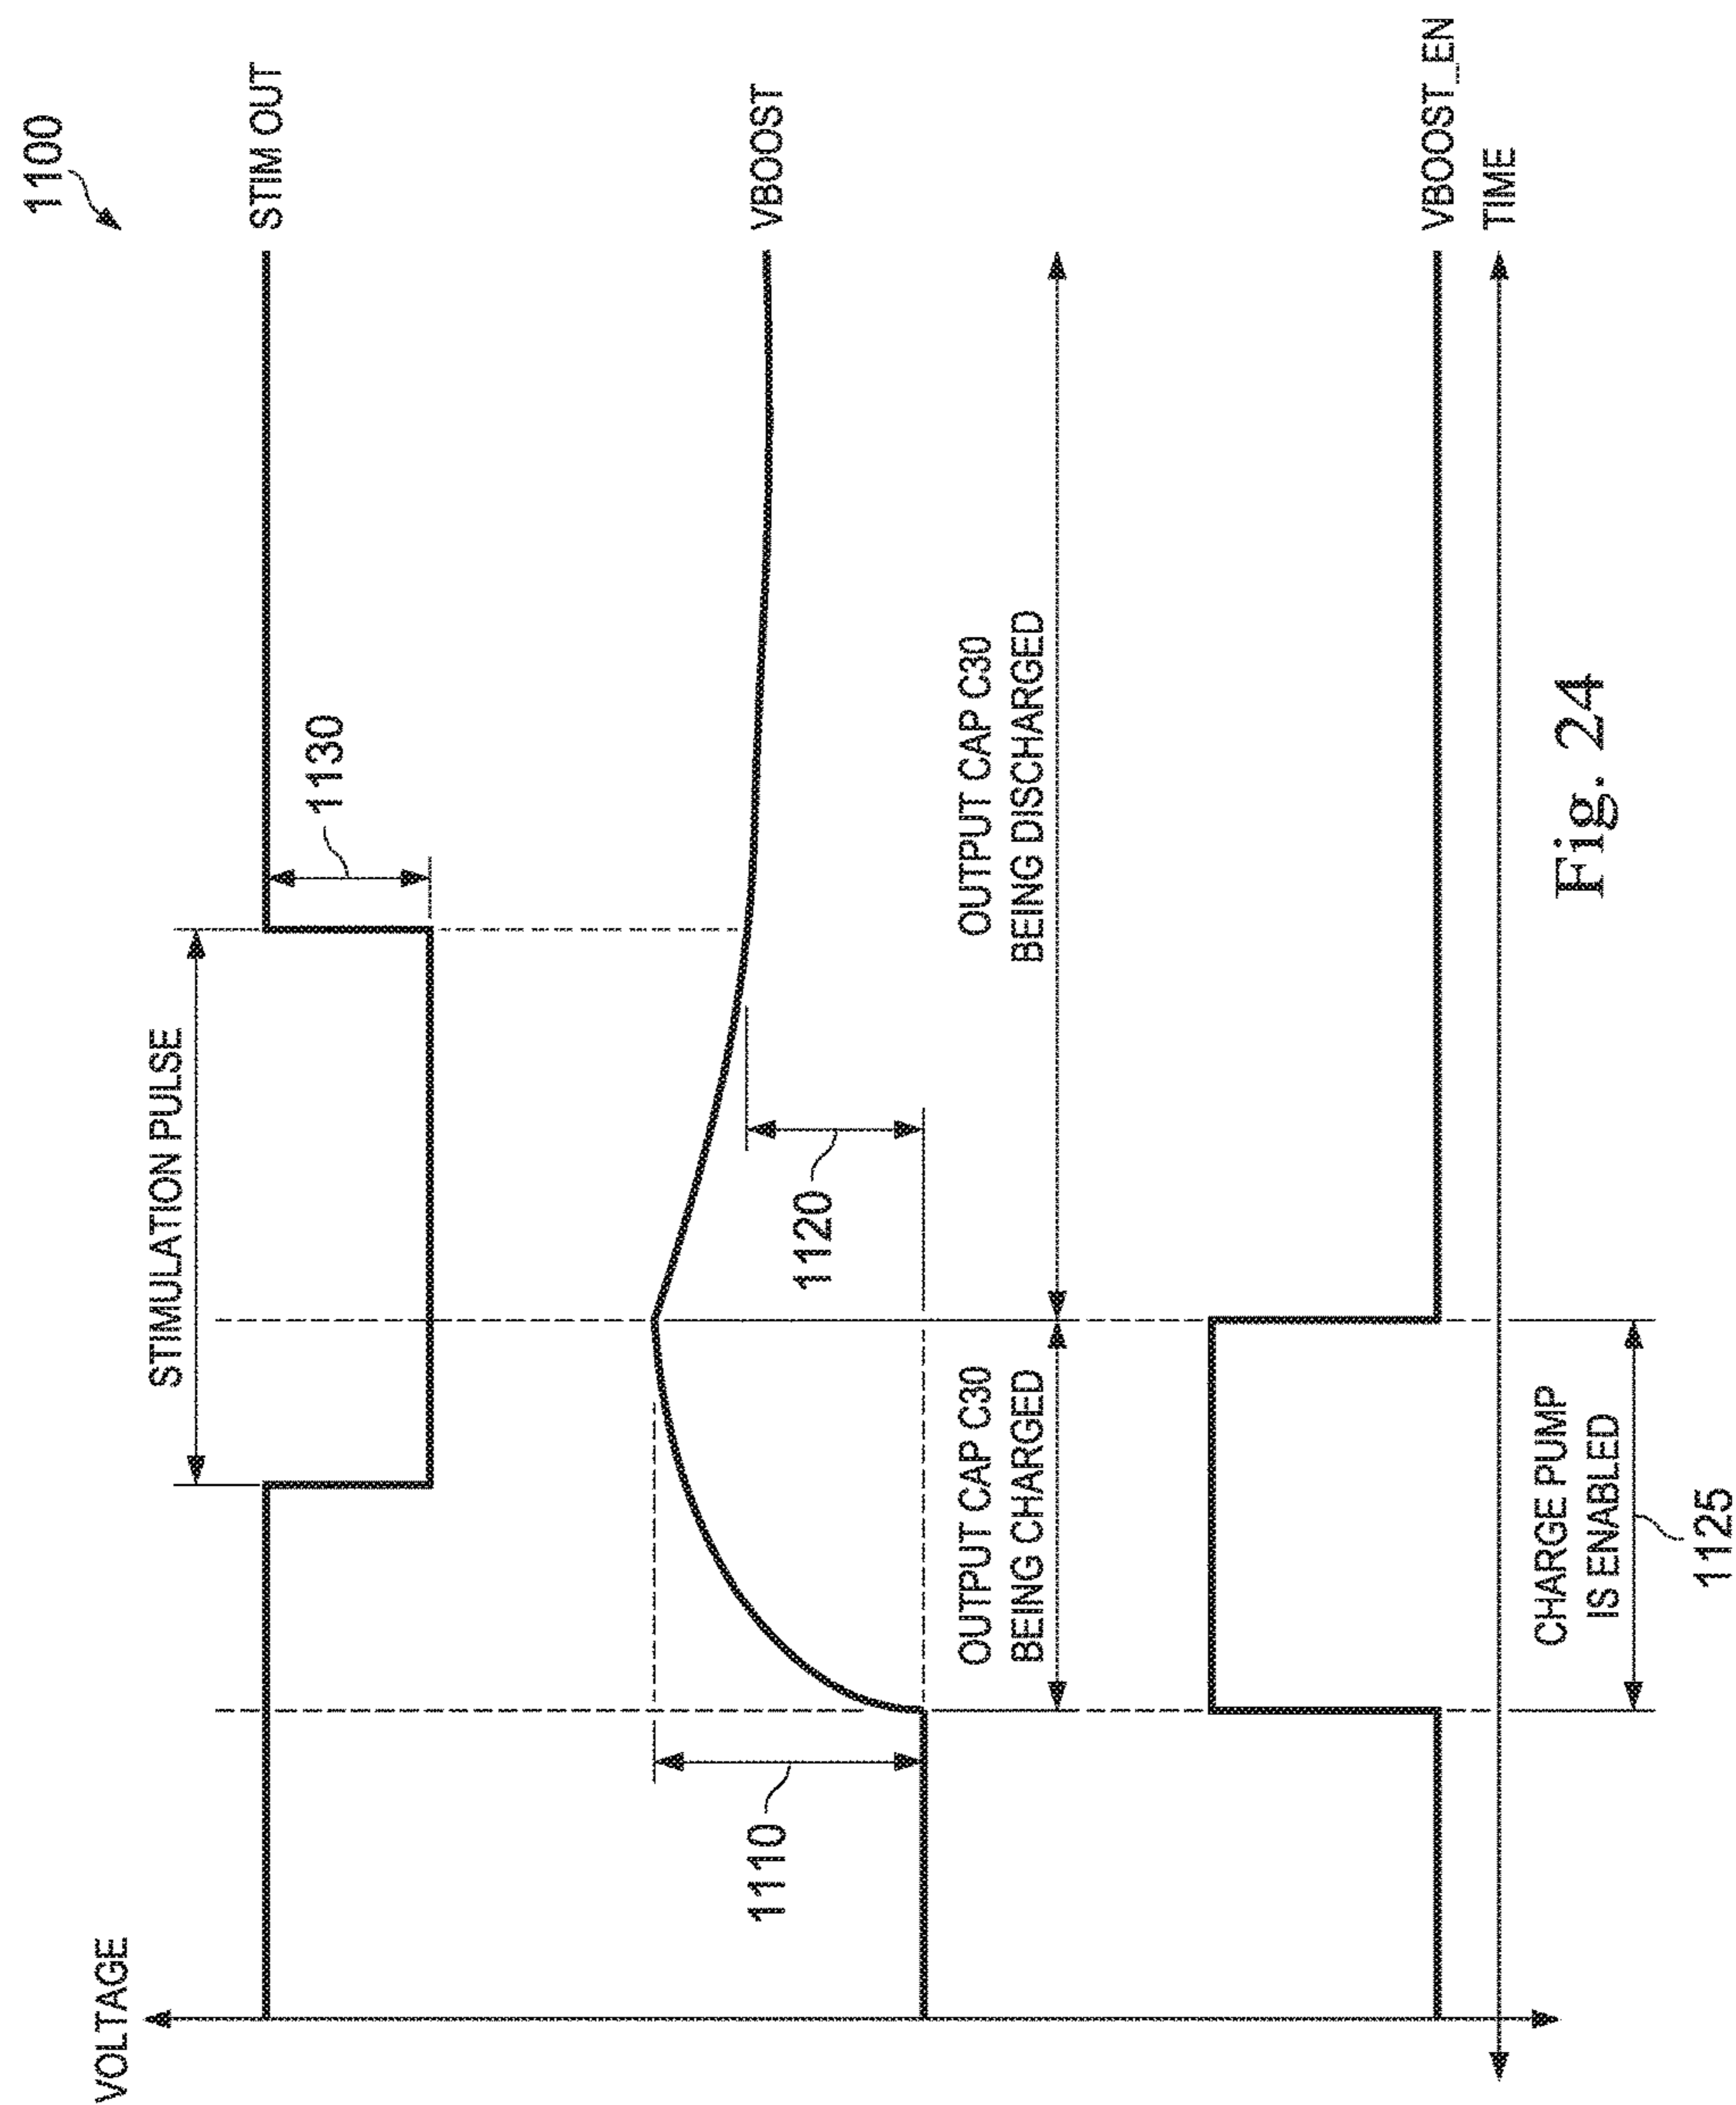 1100
VOLTAGE
STIMULATION PULSE
STIM OUT
1130
1110
1120
VBOOST
OUTPUT CAP C30
BEING CHARGED
OUTPUT CAP C30
BEING DISCHARGED
VBOOST_EN
TIME
CHARGE PUMP
IS ENABLED
1125
Fig. 24